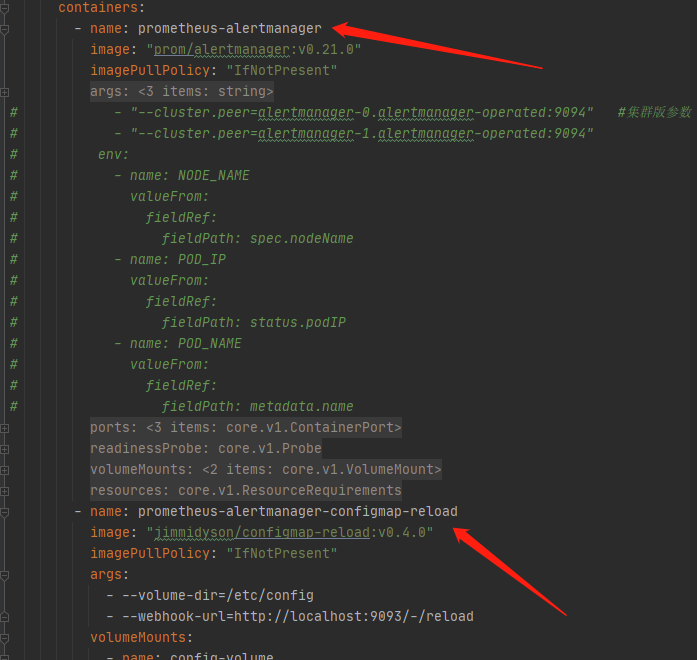 containers:
- name: prometheus-alertmanager
image: "prom/alertmanager:v0.21.0"
imagePullPolicy: "IfNotPresent"
args: <3 items: string>
# - "--cluster.peer=alertmanager-0.alertmanager-operated:9094" #集群版参数
# - "--cluster.peer=alertmanager-1.alertmanager-operated:9094"
# env:
# - name: NODE_NAME
# valueFrom:
# fieldRef:
# fieldPath: spec.nodeName
# - name: POD_IP
# valueFrom:
# fieldRef:
# fieldPath: status.podIP
# - name: POD_NAME
# valueFrom:
# fieldRef:
# fieldPath: metadata.name
ports: <3 items: core.v1.ContainerPort>
readinessProbe: core.v1.Probe
volumeMounts: <2 items: core.v1.VolumeMount>
resources: core.v1.ResourceRequirements
- name: prometheus-alertmanager-configmap-reload
image: "jimmidyson/configmap-reload:v0.4.0"
imagePullPolicy: "IfNotPresent"
args:
- --volume-dir=/etc/config
- --webhook-url=http://localhost:9093/-/reload
volumeMounts:
- name: config-volume